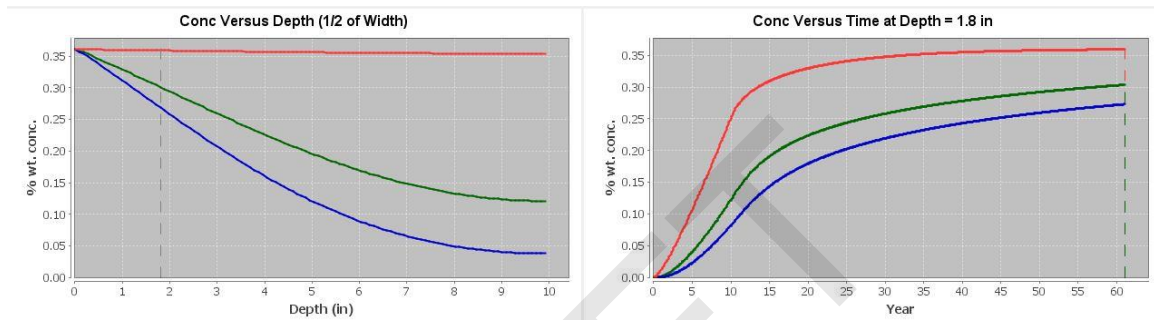 Conc Versus Depth (1/2 of Width)
% wt. conc.
0.35
0.30
0.25
0.20
0.15
0.10
0.05
0.00
0 1 2 3 4 5 6 7 8 9 10
Depth (in)
Conc Versus Time at Depth = 1.8 in
% wt. conc.
0.35
0.30
0.25
0.20
0.15
0.10
0.05
0.00
0 5 10 15 20 25 30 35 40 45 50 55 60
Year